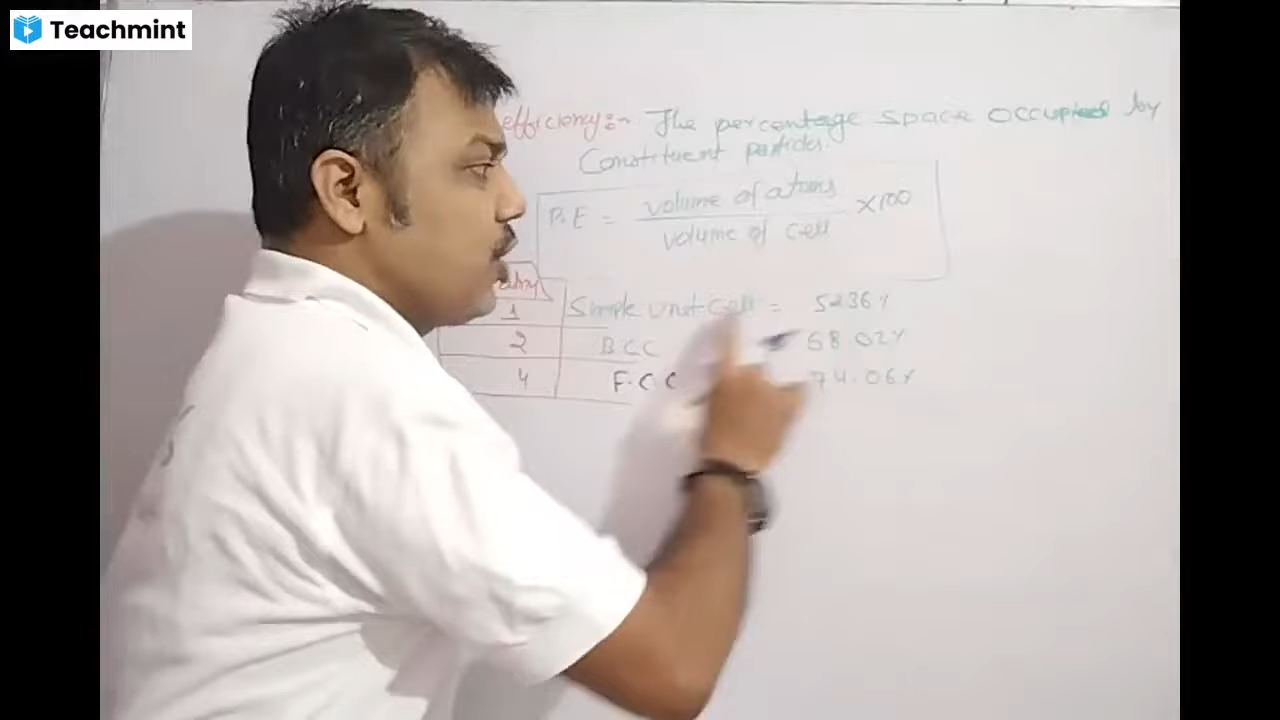 Teachmint
efficiency:- The percentage space occupied by
Constituent particles.
P.E = volume of atoms / volume of cell ×100
1 Simple unit cell = 52.36%
2 B.C.C 68.02%
4 F.C.C 74.06%